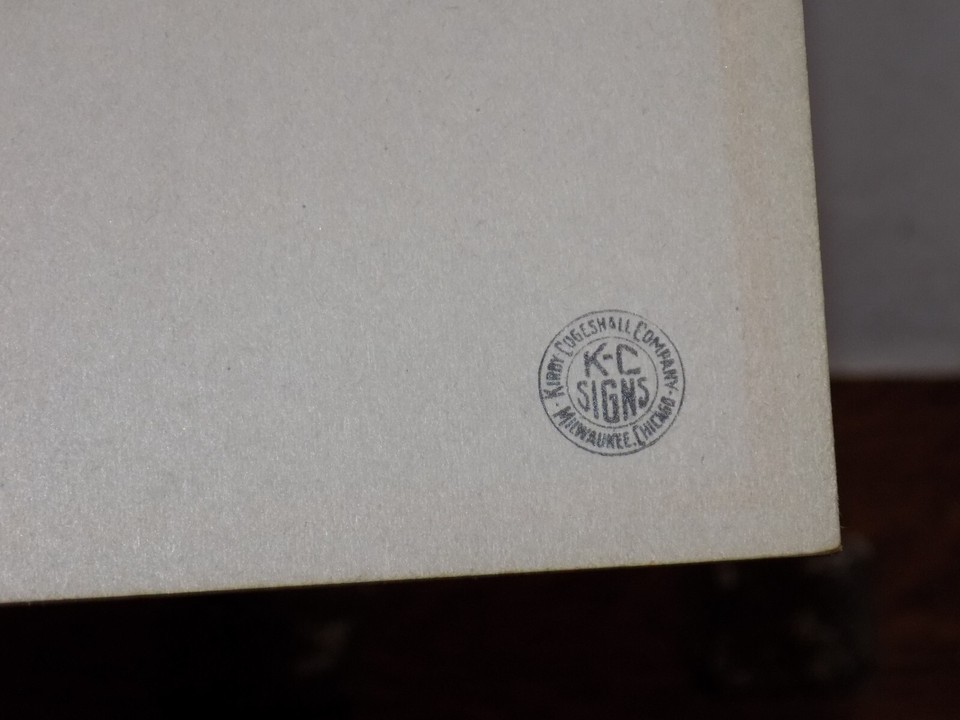 KIRBY COGESHALL COMPANY
K-C
SIGNS
MILWAUKEE. CHICAGO